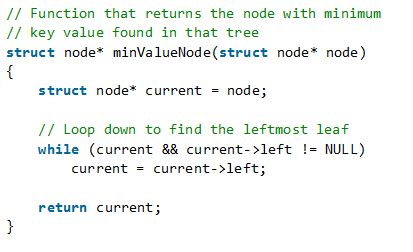 // Function that returns the node with minimum
// key value found in that tree
struct node* minValueNode(struct node* node)
{
    struct node* current = node;

    // Loop down to find the leftmost leaf
    while (current && current->left != NULL)
        current = current->left;

    return current;
}